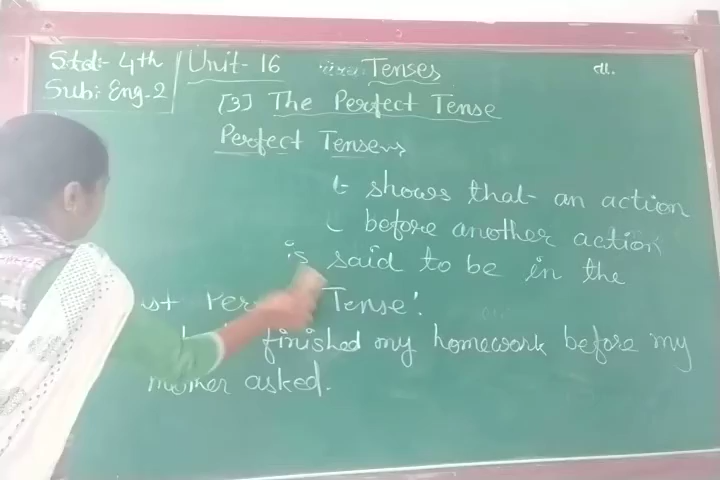 Std:- 4th
Sub: Eng-2
Unit- 16
Tenses
[3] The Perfect Tense
Perfect Tense
shows that an action
before another action
is said to be in the
Tense'.
finished my homework before my
mother asked.